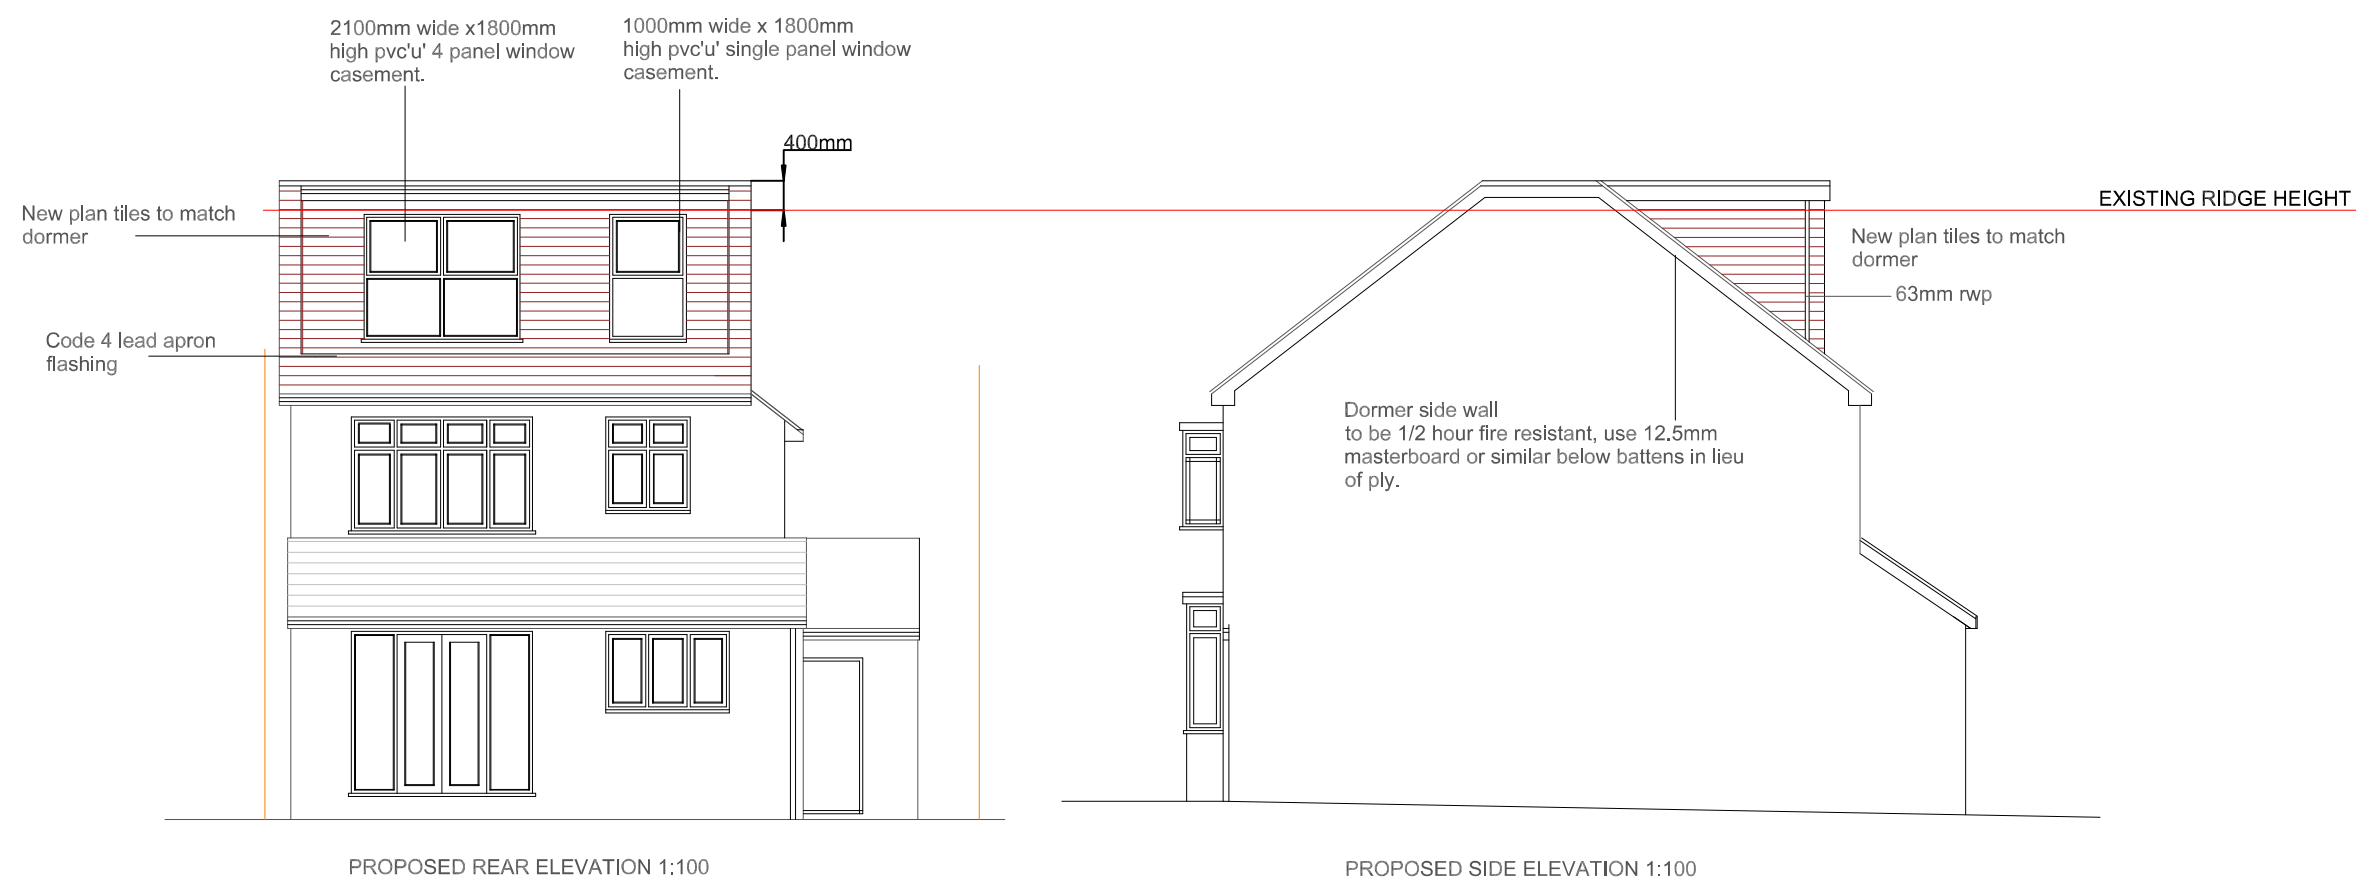 2100mm wide x1800mm
high pvc'u' 4 panel window
casement.
1000mm wide x 1800mm
high pvc'u' single panel window
casement.
400mm
New plan tiles to match
dormer
Code 4 lead apron
flashing
EXISTING RIDGE HEIGHT
New plan tiles to match
dormer
63mm rwp
Dormer side wall
to be 1/2 hour fire resistant, use 12.5mm
masterboard or similar below battens in lieu
of ply.
PROPOSED REAR ELEVATION 1:100
PROPOSED SIDE ELEVATION 1:100